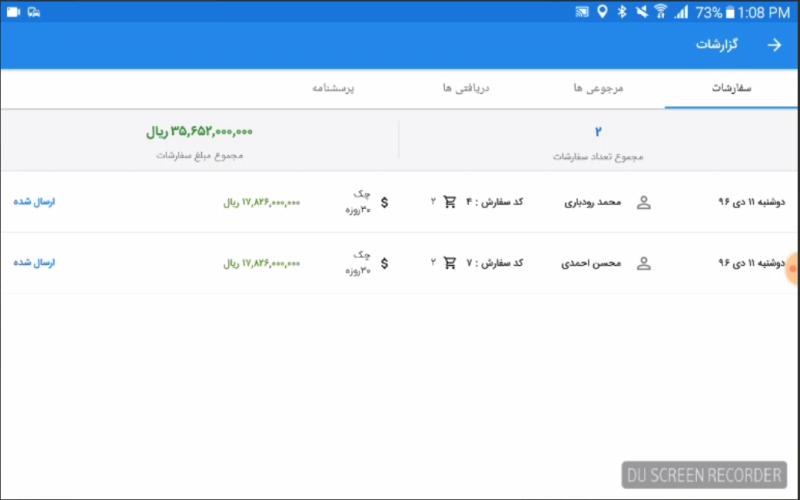 73% 1:08 PM
گزارشات
سفارشات مرجوعی ها دریافتی ها پرسشنامه
۲ ۳۵,۶۵۲,۰۰۰,۰۰۰ ریال
مجموع تعداد سفارشات مجموع مبلغ سفارشات
دوشنبه ۱۱ دی ۹۶ محمد رودباری کد سفارش : ۴ ۲ $ چک ۱۷,۸۲۶,۰۰۰,۰۰۰ ریال ارسال شده
۳۰روزه
دوشنبه ۱۱ دی ۹۶ محسن احمدی کد سفارش : ۷ ۲ $ چک ۱۷,۸۲۶,۰۰۰,۰۰۰ ریال ارسال شده
۳۰روزه
DU SCREEN RECORDER